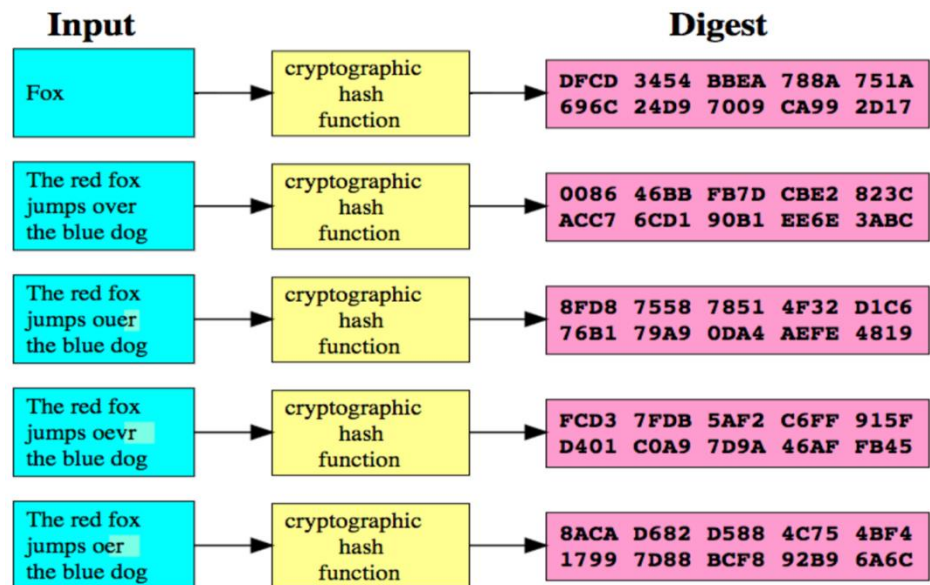 Input
Digest
Fox
cryptographic
hash
function
DFCD 3454 BBEA 788A 751A
696C 24D9 7009 CA99 2D17
The red fox
jumps over
the blue dog
cryptographic
hash
function
0086 46BB FB7D CBE2 823C
ACC7 6CD1 90B1 EE6E 3ABC
The red fox
jumps ouer
the blue dog
cryptographic
hash
function
8FD8 7558 7851 4F32 D1C6
76B1 79A9 0DA4 AEFE 4819
The red fox
jumps oevr
the blue dog
cryptographic
hash
function
FCD3 7FDB 5AF2 C6FF 915F
D401 C0A9 7D9A 46AF FB45
The red fox
jumps oer
the blue dog
cryptographic
hash
function
8ACA D682 D588 4C75 4BF4
1799 7D88 BCF8 92B9 6A6C